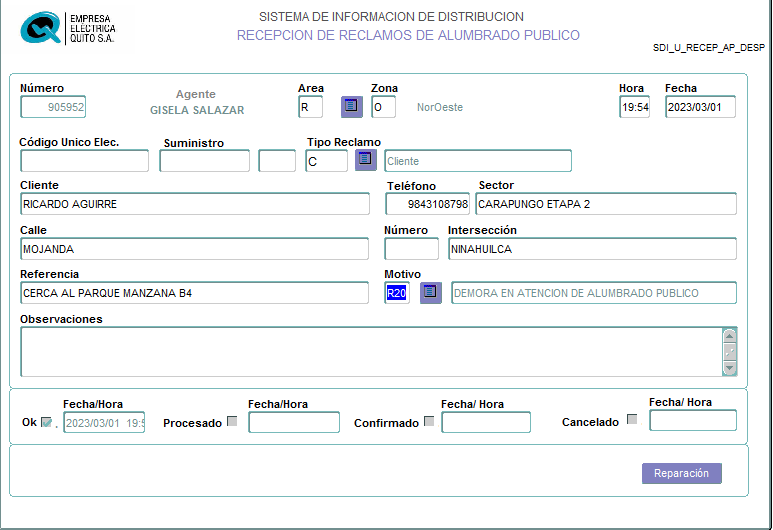 EMPRESA
ELÉCTRICA
QUITO S.A.
SISTEMA DE INFORMACION DE DISTRIBUCION
RECEPCION DE RECLAMOS DE ALUMBRADO PUBLICO
SDI_U_RECEP_AP_DESP
Número Agente Area Zona Hora Fecha
905952 GISELA SALAZAR R O NorOeste 19:54 2023/03/01
Código Unico Elec. Suministro Tipo Reclamo
C Cliente
Cliente Teléfono Sector
RICARDO AGUIRRE 9843108798 CARAPUNGO ETAPA 2
Calle Número Intersección
MOJANDA NINAHUILCA
Referencia Motivo
CERCA AL PARQUE MANZANA B4 R20 DEMORA EN ATENCION DE ALUMBRADO PUBLICO
Observaciones
Fecha/Hora Fecha/Hora Fecha/ Hora Fecha/ Hora
Ok . 2023/03/01 19:5 Procesado Confirmado Cancelado
Reparación